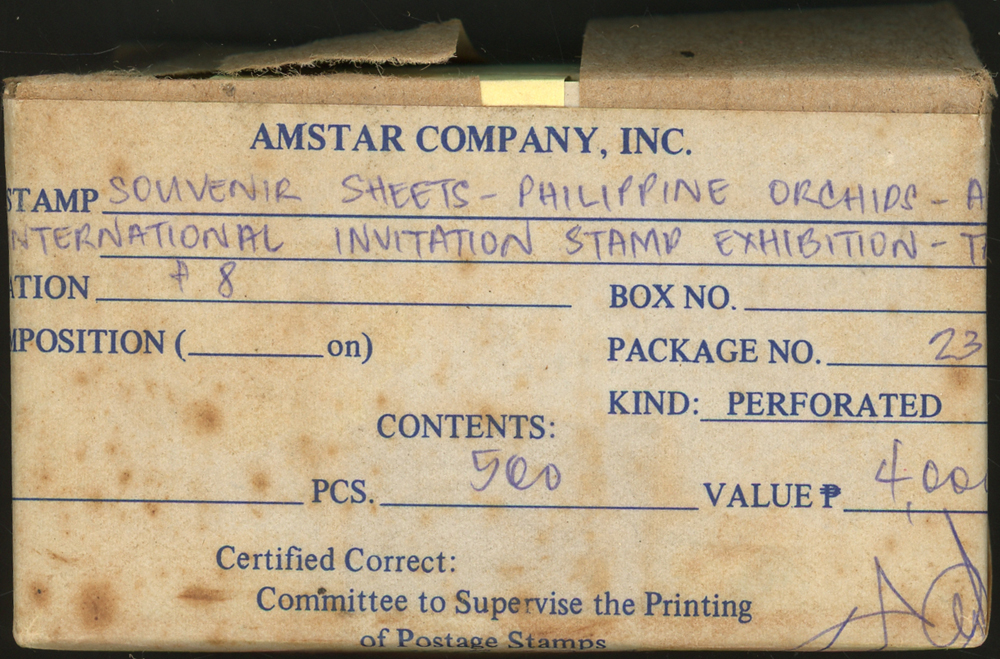 AMSTAR COMPANY, INC.
STAMP SOUVENIR SHEETS - PHILIPPINE ORCHIDS - A
NTERNATIONAL INVITATION STAMP EXHIBITION - T
ATION ₱ 8
BOX NO.
MPOSITION ( on)
PACKAGE NO. 23
KIND: PERFORATED
CONTENTS:
PCS. 500 VALUE ₱ 4,00
Certified Correct:
Committee to Supervise the Printing
of Postage Stamps